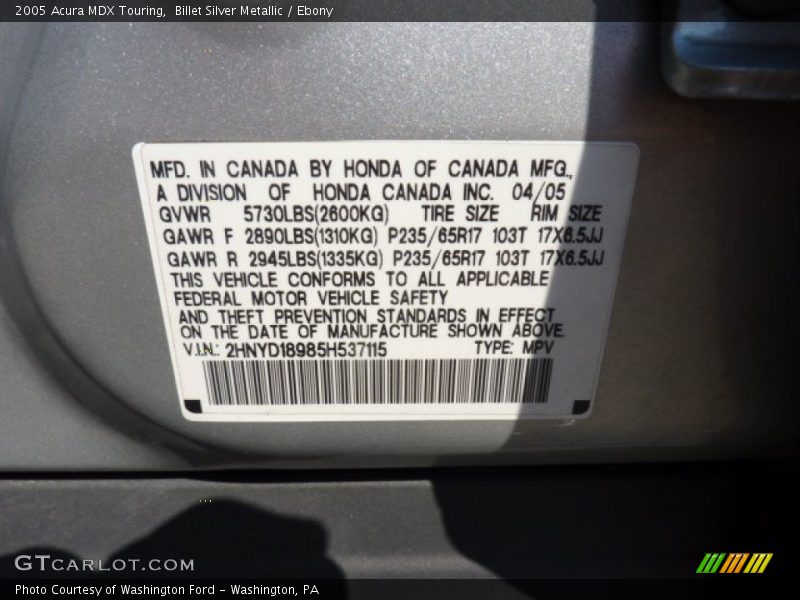 2005 Acura MDX Touring,  Billet Silver Metallic / Ebony
MFD. IN CANADA BY HONDA OF CANADA MFG.,
A DIVISION OF HONDA CANADA INC. 04/05
GVWR 5730LBS(2600KG) TIRE SIZE RIM SIZE
GAWR F 2890LBS(1310KG) P235/65R17 103T 17X6.5JJ
GAWR R 2945LBS(1335KG) P235/65R17 103T 17X6.5JJ
THIS VEHICLE CONFORMS TO ALL APPLICABLE
FEDERAL MOTOR VEHICLE SAFETY
AND THEFT PREVENTION STANDARDS IN EFFECT
ON THE DATE OF MANUFACTURE SHOWN ABOVE.
V.I.N.: 2HNYD18985H537115 TYPE: MPV
GTCARLOT.COM
Photo Courtesy of Washington Ford - Washington, PA